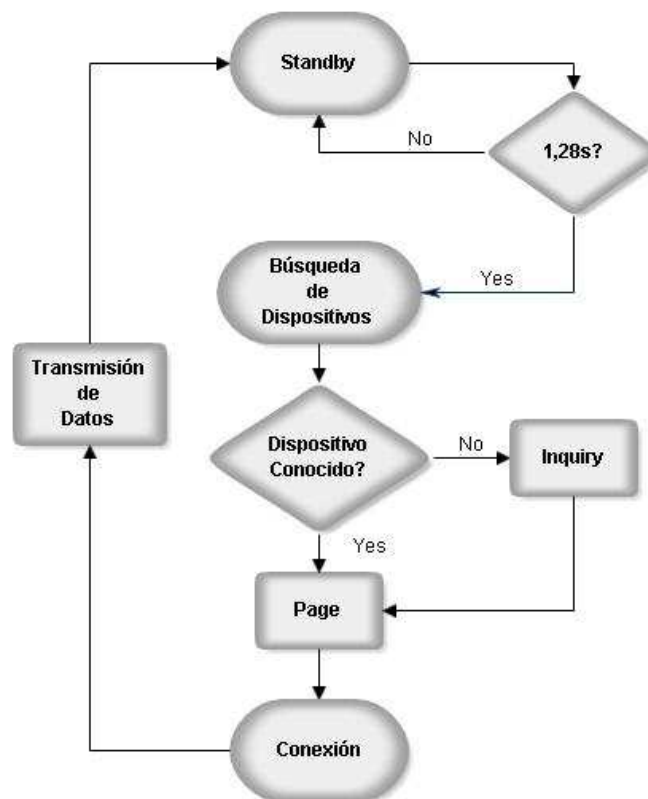 Standby
No
1,28s?
Búsqueda
de
Dispositivos
Yes
Transmisión
de
Datos
Dispositivo
Conocido?
No
Inquiry
Yes
Page
Conexión